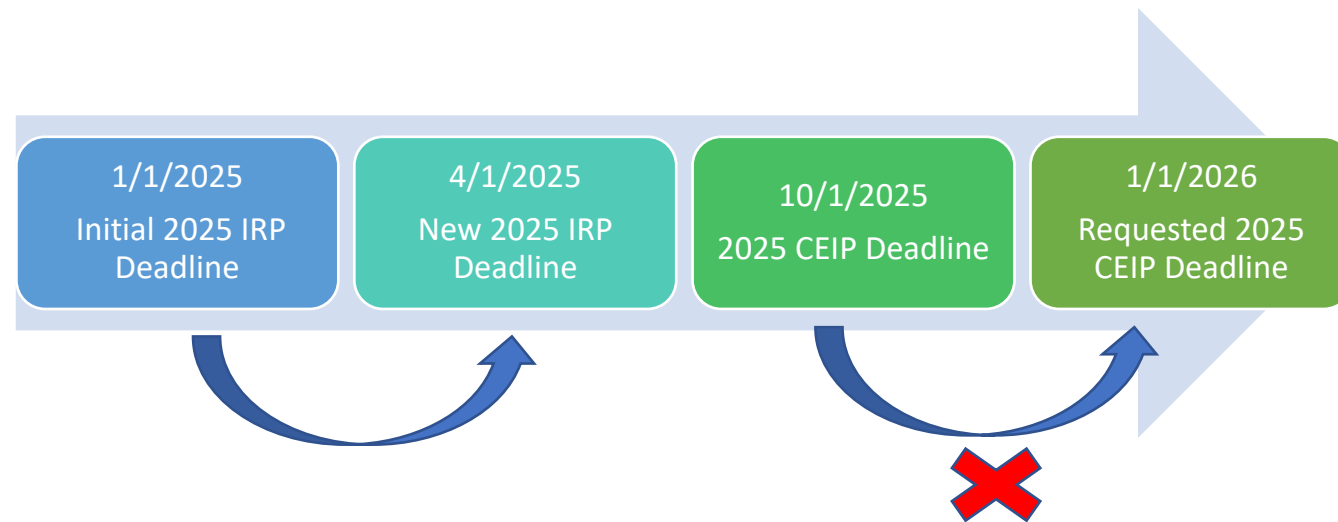 1/1/2025
Initial 2025 IRP
Deadline
4/1/2025
New 2025 IRP
Deadline
10/1/2025
2025 CEIP Deadline
1/1/2026
Requested 2025
CEIP Deadline